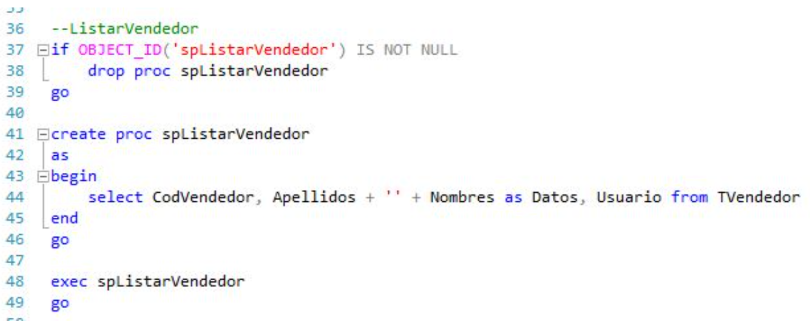 36 --ListarVendedor
37 if OBJECT_ID('spListarVendedor') IS NOT NULL
38 drop proc spListarVendedor
39 go
40
41 create proc spListarVendedor
42 as
43 begin
44 select CodVendedor, Apellidos + '' + Nombres as Datos, Usuario from TVendedor
45 end
46 go
47
48 exec spListarVendedor
49 go